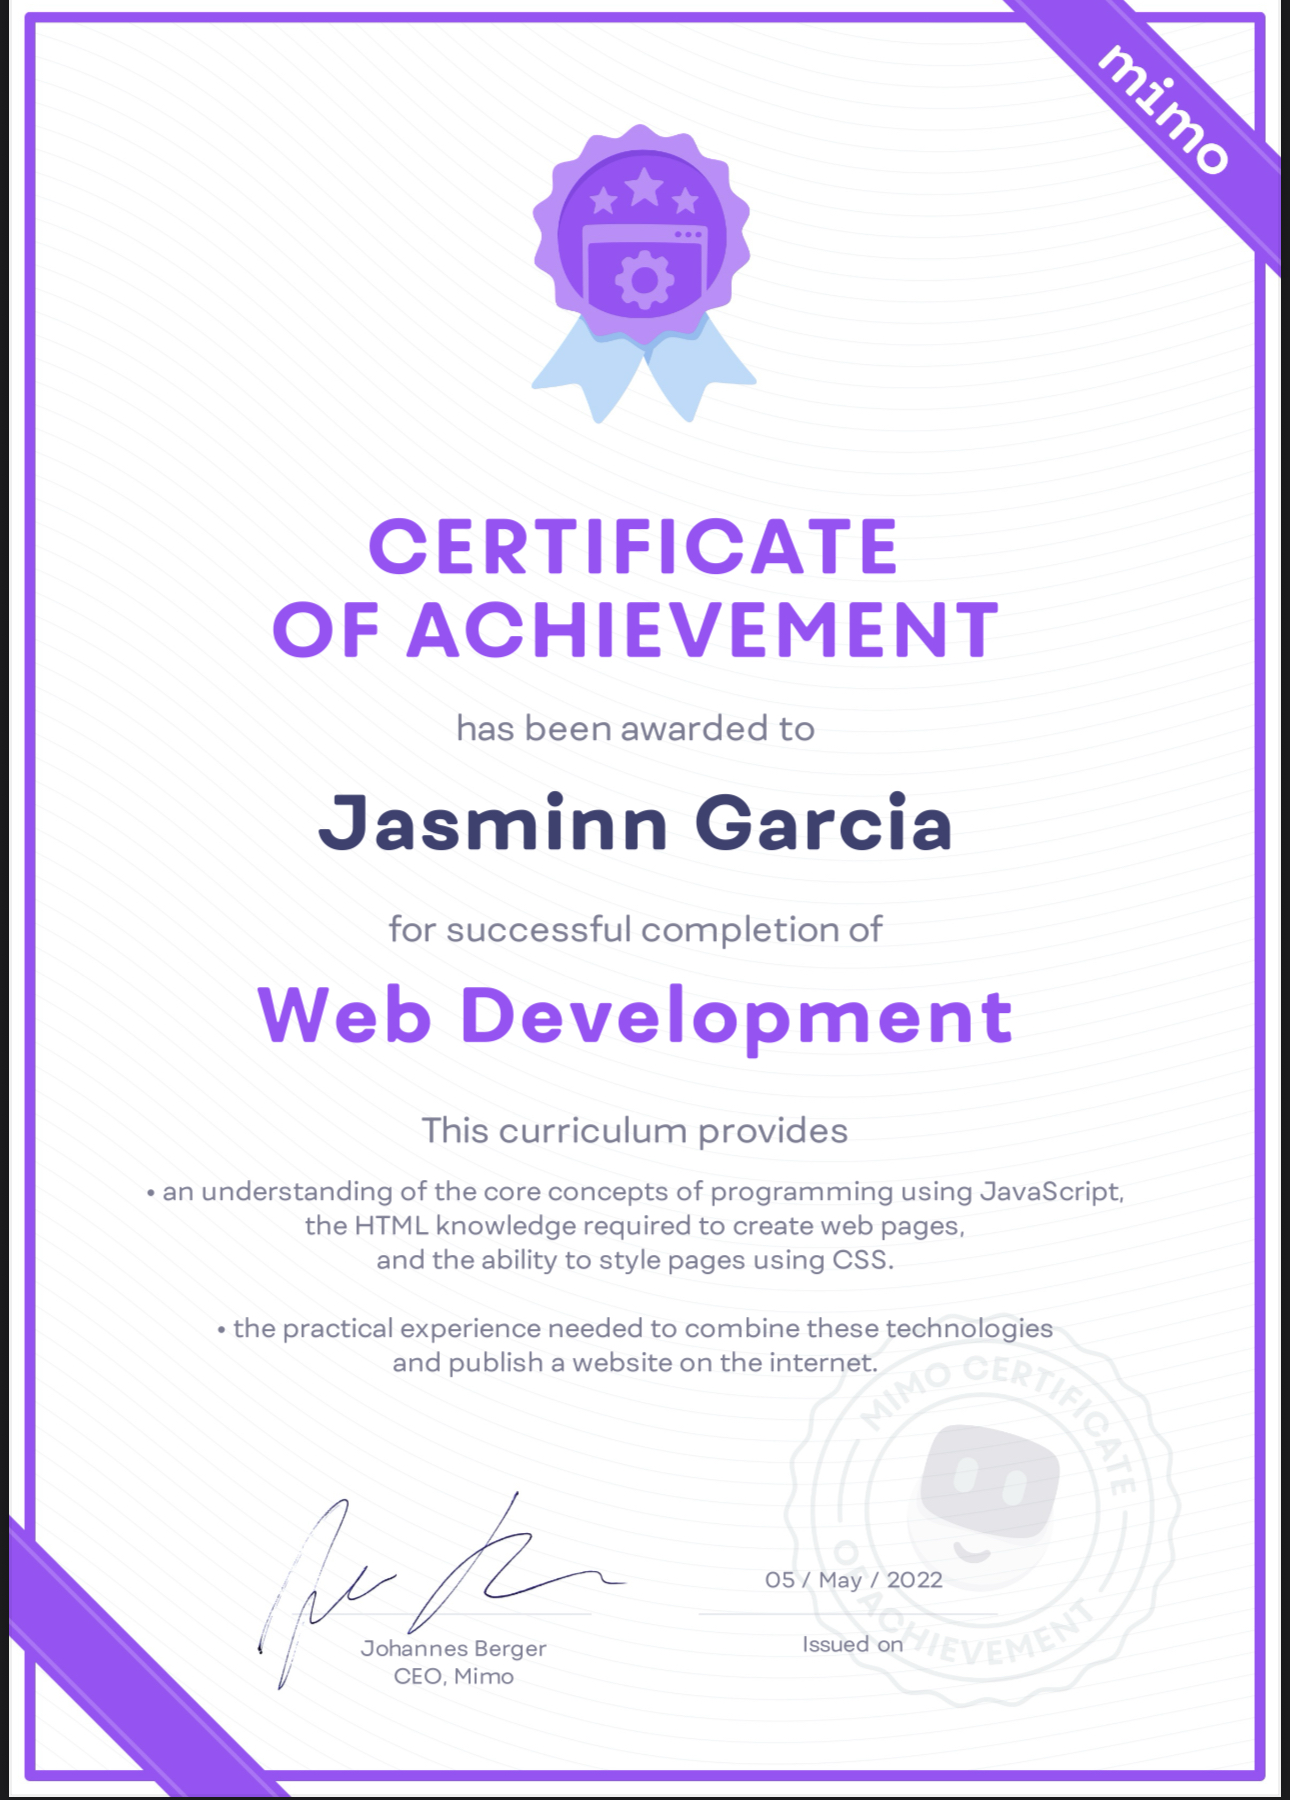 mimo
CERTIFICATE
OF ACHIEVEMENT
has been awarded to
Jasminn Garcia
for successful completion of
Web Development
This curriculum provides
• an understanding of the core concepts of programming using JavaScript,
the HTML knowledge required to create web pages,
and the ability to style pages using CSS.
• the practical experience needed to combine these technologies
and publish a website on the internet.
MIMO CERTIFICATE
OF ACHIEVEMENT
05 / May / 2022
Issued on
Johannes Berger
CEO, Mimo